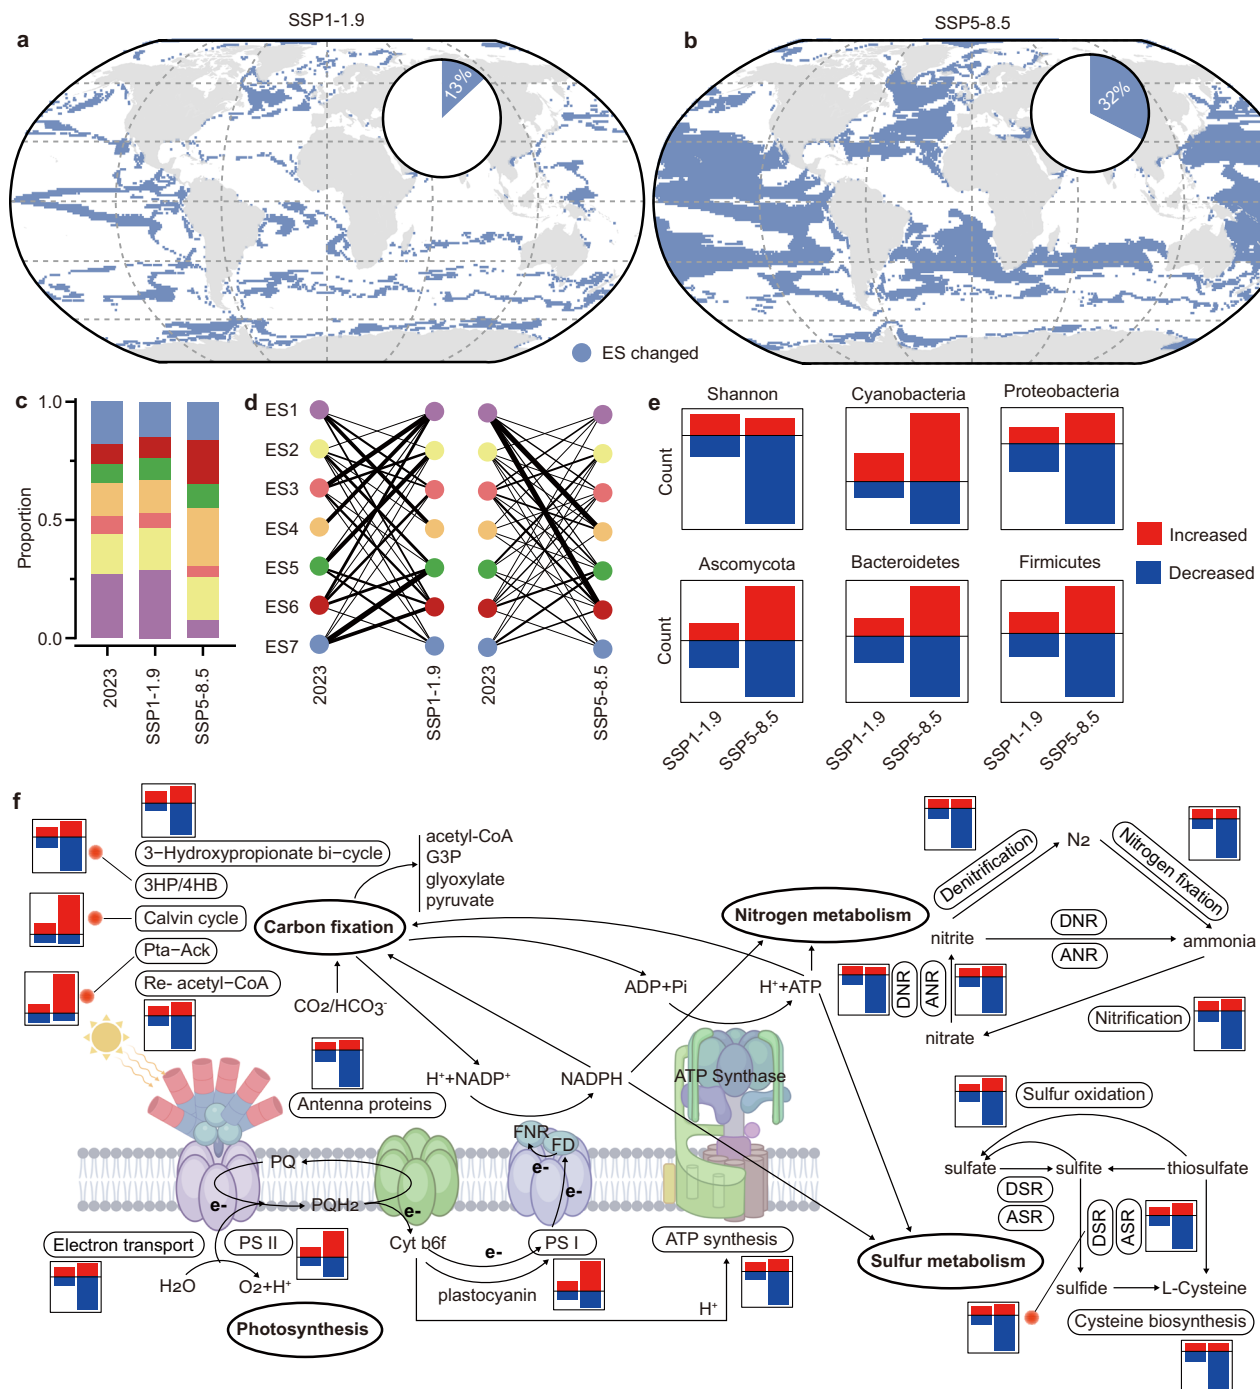 SSP1-1.9
SSP5-8.5
a
b
13%
32%
ES changed
c
1.0
0.5
0.0
Proportion
2023
SSP1-1.9
SSP5-8.5
d
ES1
ES2
ES3
ES4
ES5
ES6
ES7
2023
SSP1-1.9
2023
SSP5-8.5
e
Shannon
Cyanobacteria
Proteobacteria
Count
Increased
Decreased
Ascomycota
Bacteroidetes
Firmicutes
Count
SSP1-1.9
SSP5-8.5
SSP1-1.9
SSP5-8.5
SSP1-1.9
SSP5-8.5
f
3−Hydroxypropionate bi−cycle
3HP/4HB
Calvin cycle
Pta−Ack
Re- acetyl−CoA
acetyl-CoA
G3P
glyoxylate
pyruvate
Carbon fixation
CO2/HCO3-
Antenna proteins
H++NADP+
NADPH
ADP+Pi
H++ATP
ATP Synthase
FNR
FD
e-
e-
PQ
e-
PQH2
e-
Cyt b6f
e-
PS I
plastocyanin
Electron transport
PS II
H2O
O2+H+
Photosynthesis
ATP synthesis
H+
Nitrogen metabolism
Denitrification
N2
Nitrogen fixation
nitrite
DNR
ANR
ammonia
DNR
ANR
nitrate
Nitrification
Sulfur oxidation
sulfate
sulfite
thiosulfate
DSR
ASR
DSR
ASR
Sulfur metabolism
sulfide
L-Cysteine
Cysteine biosynthesis